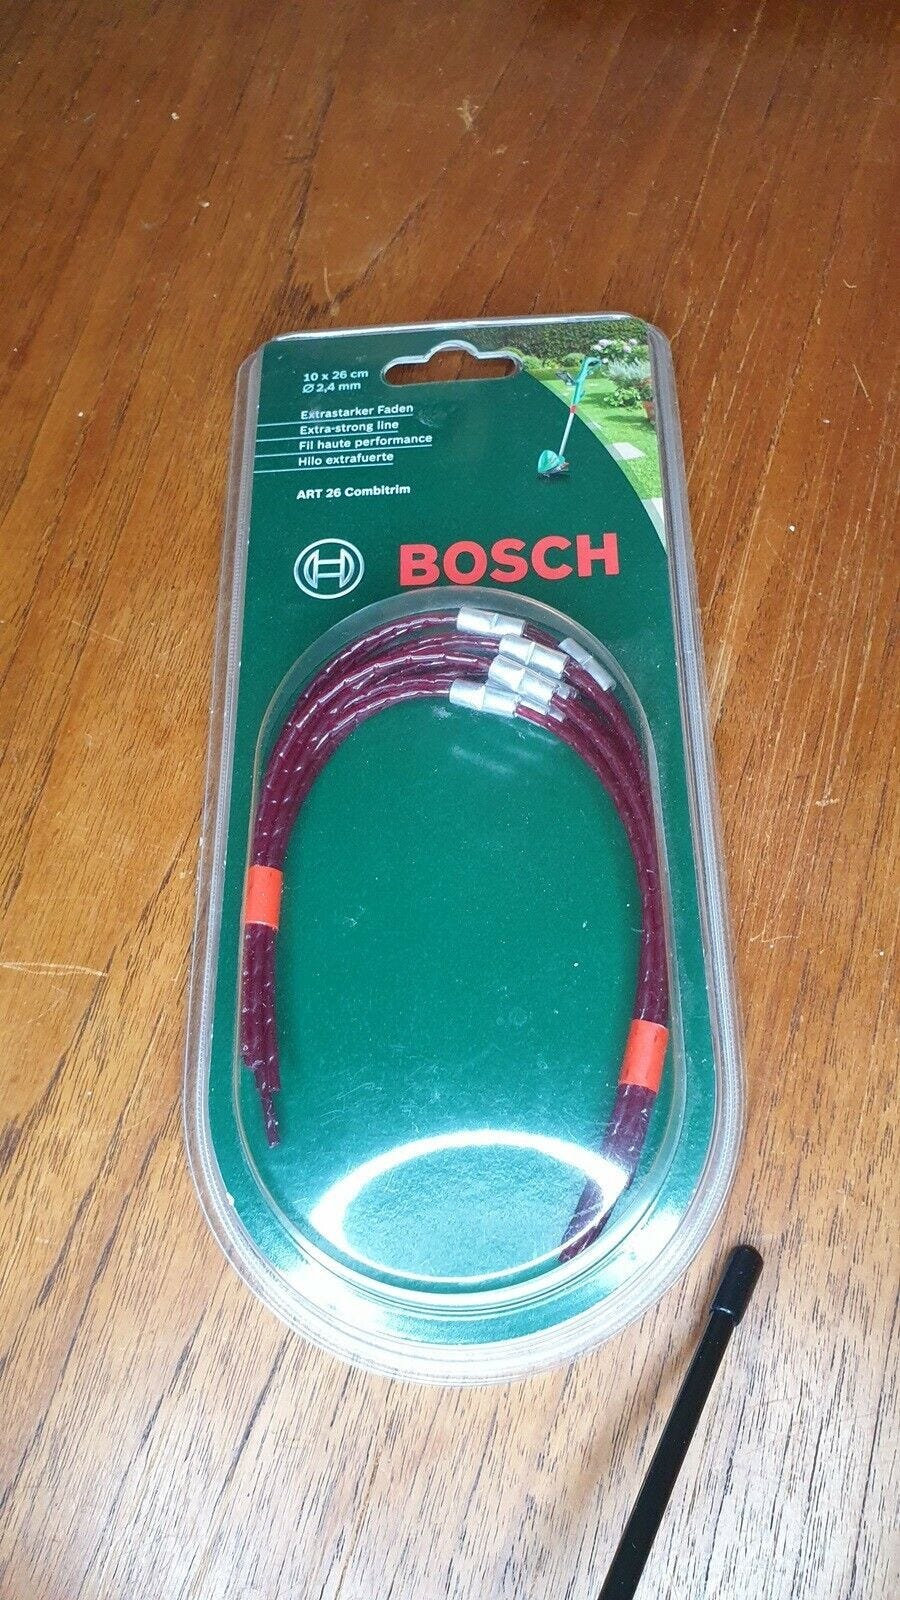 10 x 26 cm
Ø 2,4 mm
Extrastarker Faden
Extra-strong line
Fil haute performance
Hilo extrafuerte
ART 26 Combitrim
BOSCH